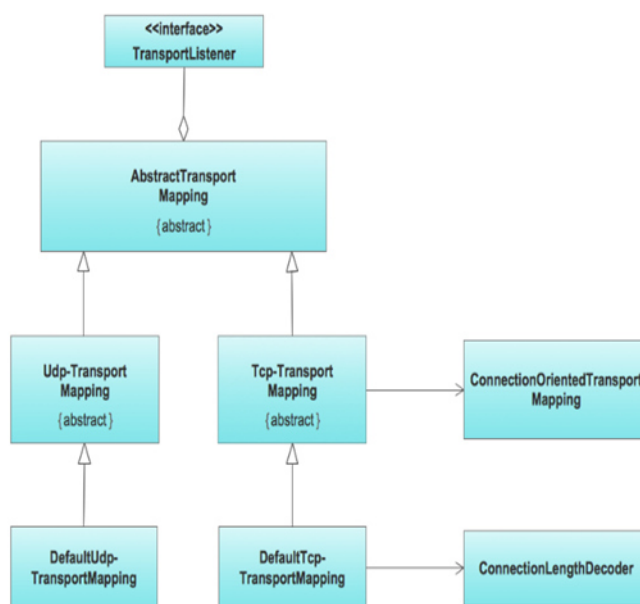 <<interface>>
TransportListener
AbstractTransport
Mapping
{abstract}
Udp-Transport
Mapping
{abstract}
Tcp-Transport
Mapping
{abstract}
ConnectionOrientedTransport
Mapping
DefaultUdp-
TransportMapping
DefaultTcp-
TransportMapping
ConnectionLengthDecoder